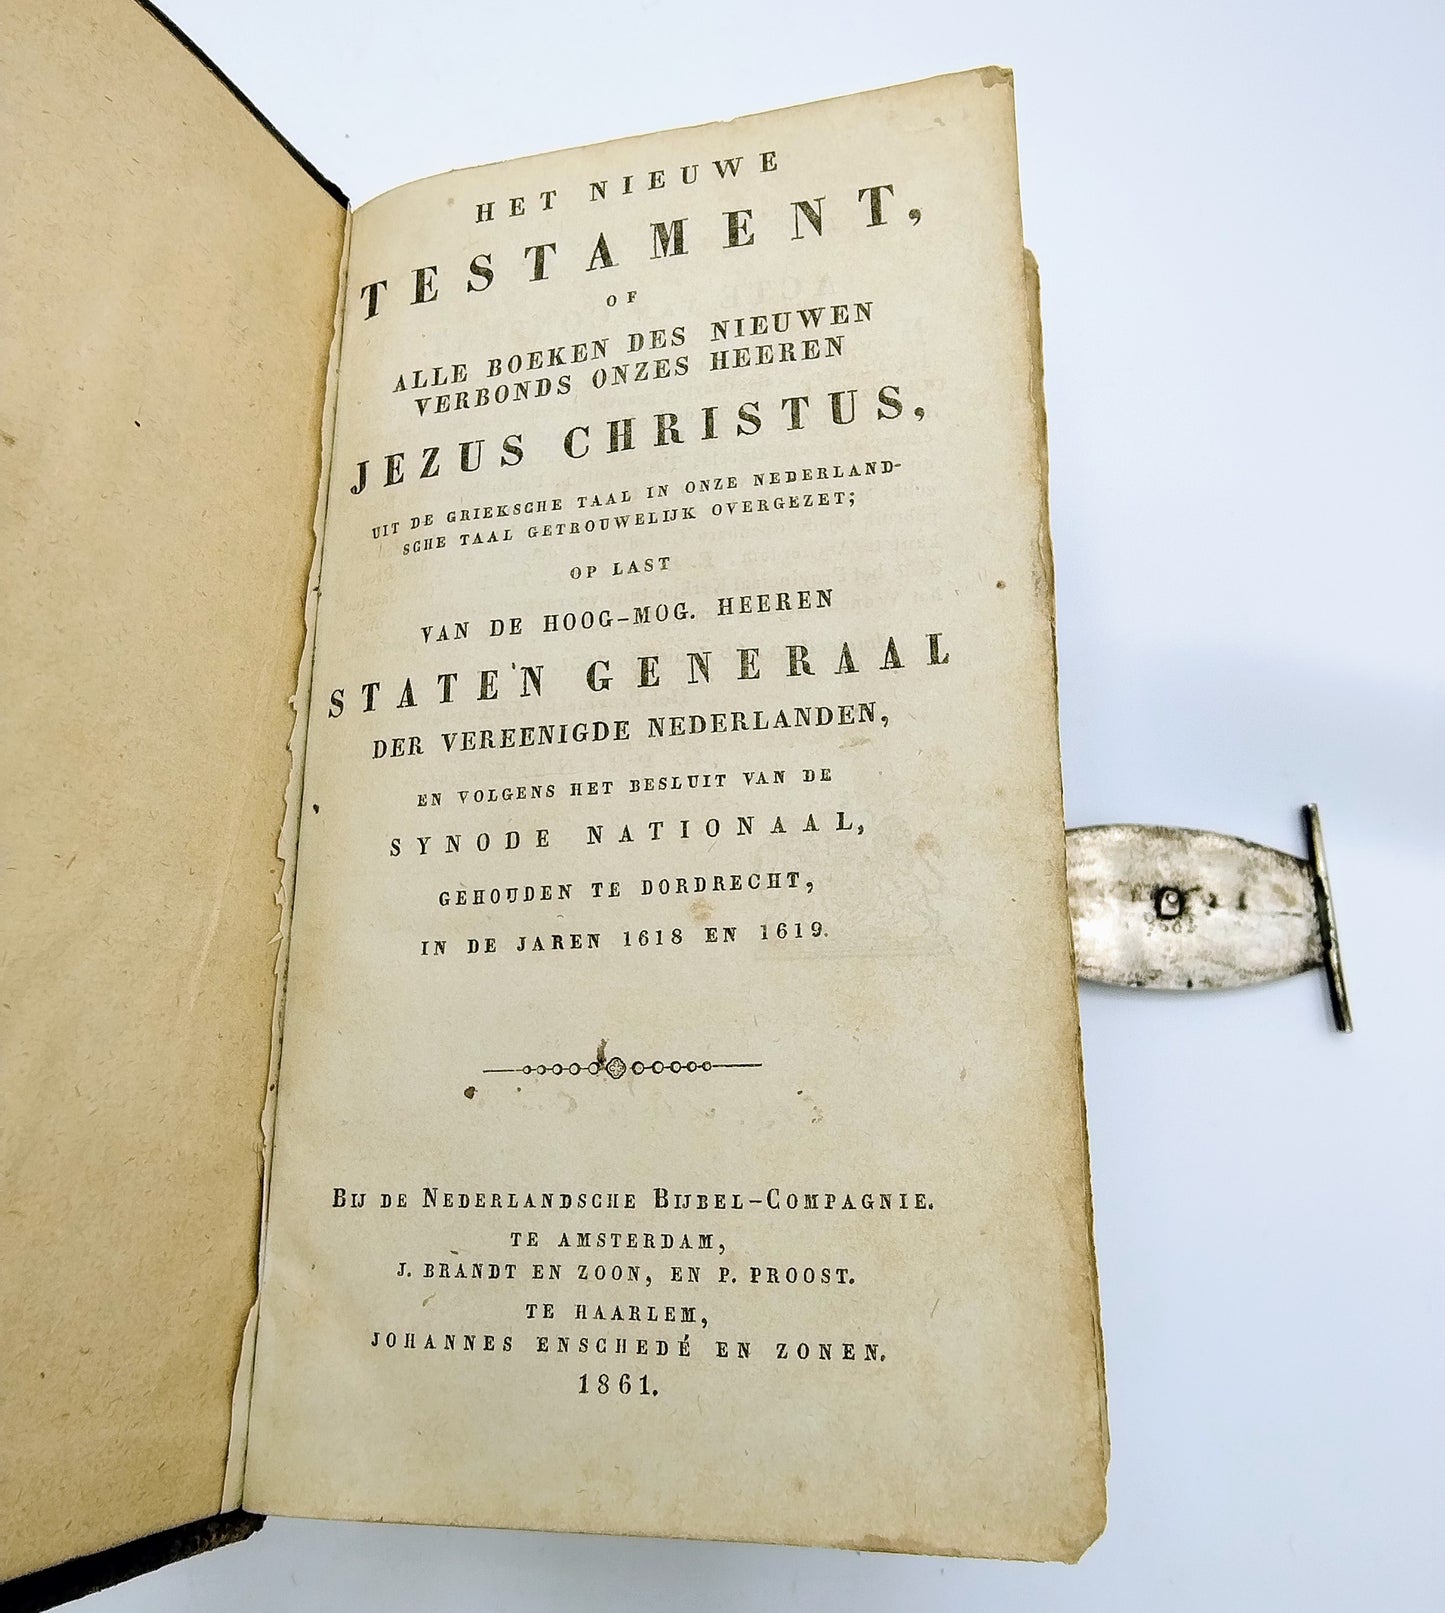 HET NIEUWE
TESTAMENT,
OF
ALLE BOEKEN DES NIEUWEN
VERBONDS ONZES HEEREN
JEZUS CHRISTUS,
UIT DE GRIEKSCHE TAAL IN ONZE NEDERLAND-
SCHE TAAL GETROUWELIJK OVERGEZET;
OP LAST
VAN DE HOOG-MOG. HEEREN
STATEN GENERAAL
DER VEREENIGDE NEDERLANDEN,
EN VOLGENS HET BESLUIT VAN DE
SYNODE NATIONAAL,
GEHOUDEN TE DORDRECHT,
IN DE JAREN 1618 EN 1619.
BIJ DE NEDERLANDSCHE BIJBEL-COMPAGNIE.
TE AMSTERDAM,
J. BRANDT EN ZOON, EN P. PROOST.
TE HAARLEM,
JOHANNES ENSCHEDÉ EN ZONEN.
1861.